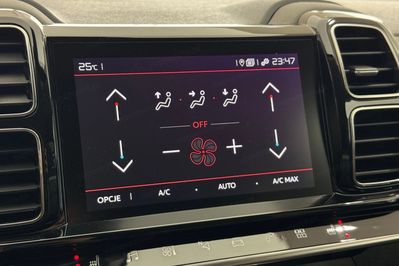 25°C 23:47
OFF
- +
OPCJE A/C AUTO A/C MAX